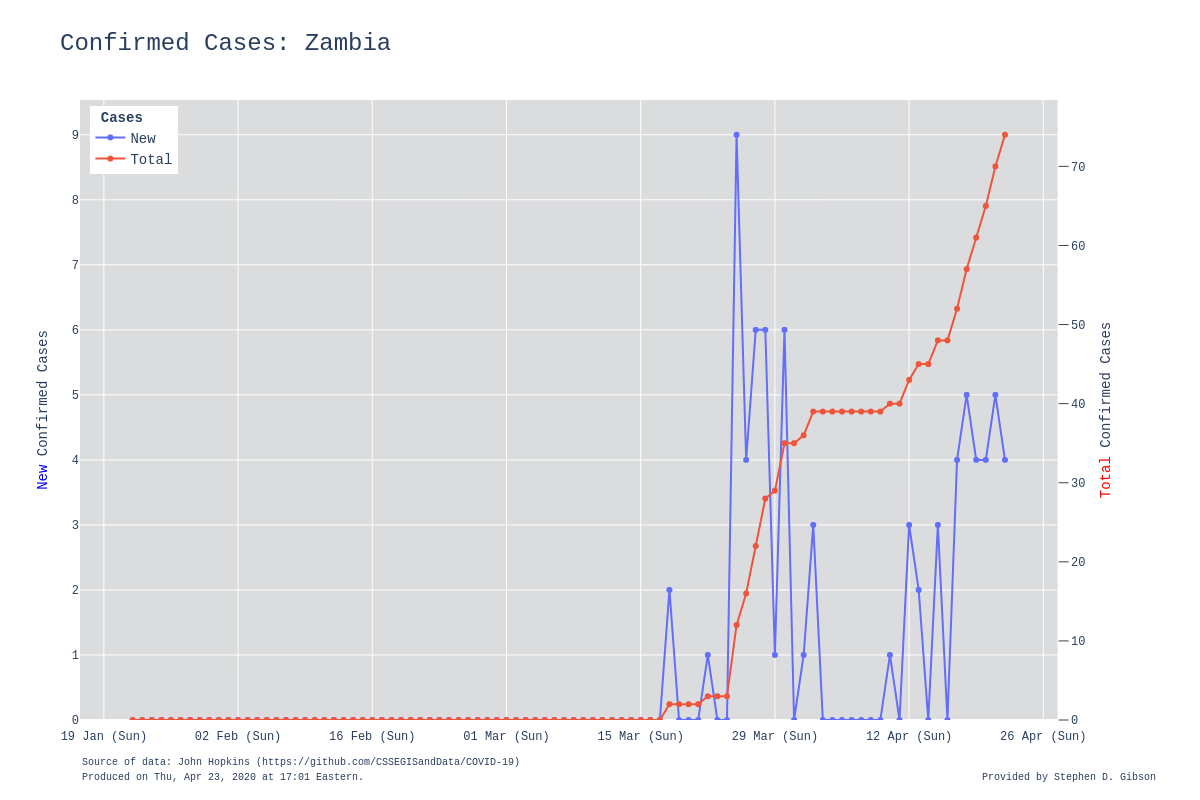 Confirmed Cases: Zambia
Cases
New
Total
9
8
7
6
5
4
3
2
1
0
New Confirmed Cases
70
60
50
40
30
20
10
0
Total Confirmed Cases
19 Jan (Sun) 02 Feb (Sun) 16 Feb (Sun) 01 Mar (Sun) 15 Mar (Sun) 29 Mar (Sun) 12 Apr (Sun) 26 Apr (Sun)
Source of data: John Hopkins (https://github.com/CSSEGISandData/COVID-19)
Produced on Thu, Apr 23, 2020 at 17:01 Eastern.
Provided by Stephen D. Gibson